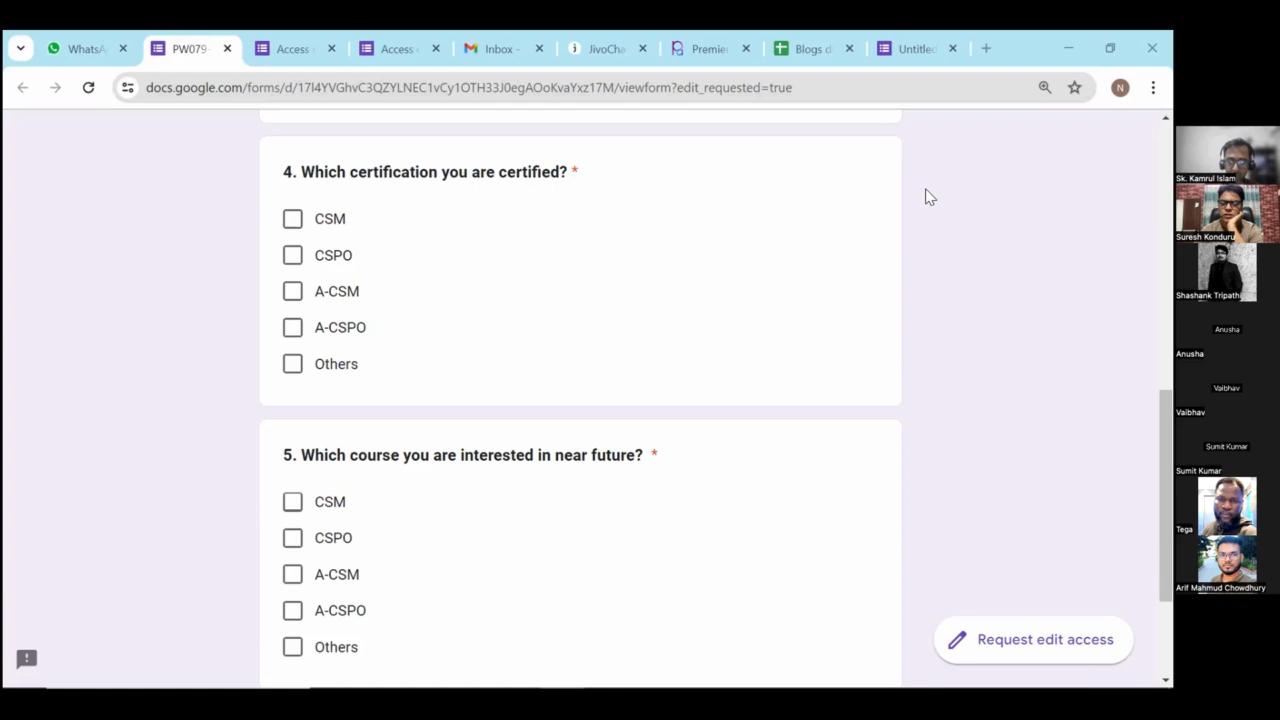 WhatsA
PW079-
Access
Access
Inbox -
JivoCha
Premie
Blogs d
Untitled
docs.google.com/forms/d/17l4YVGhvC3QZYLNEC1vCy1OTH33J0egAOoKvaYxz17M/viewform?edit_requested=true
N
4. Which certification you are certified? *
CSM
CSPO
A-CSM
A-CSPO
Others
5. Which course you are interested in near future? *
CSM
CSPO
A-CSM
A-CSPO
Others
Request edit access
Sk. Kamrul Islam
Suresh Konduru
Shashank Tripathi
Anusha
Anusha
Vaibhav
Vaibhav
Sumit Kumar
Sumit Kumar
Tega
Arif Mahmud Chowdhury